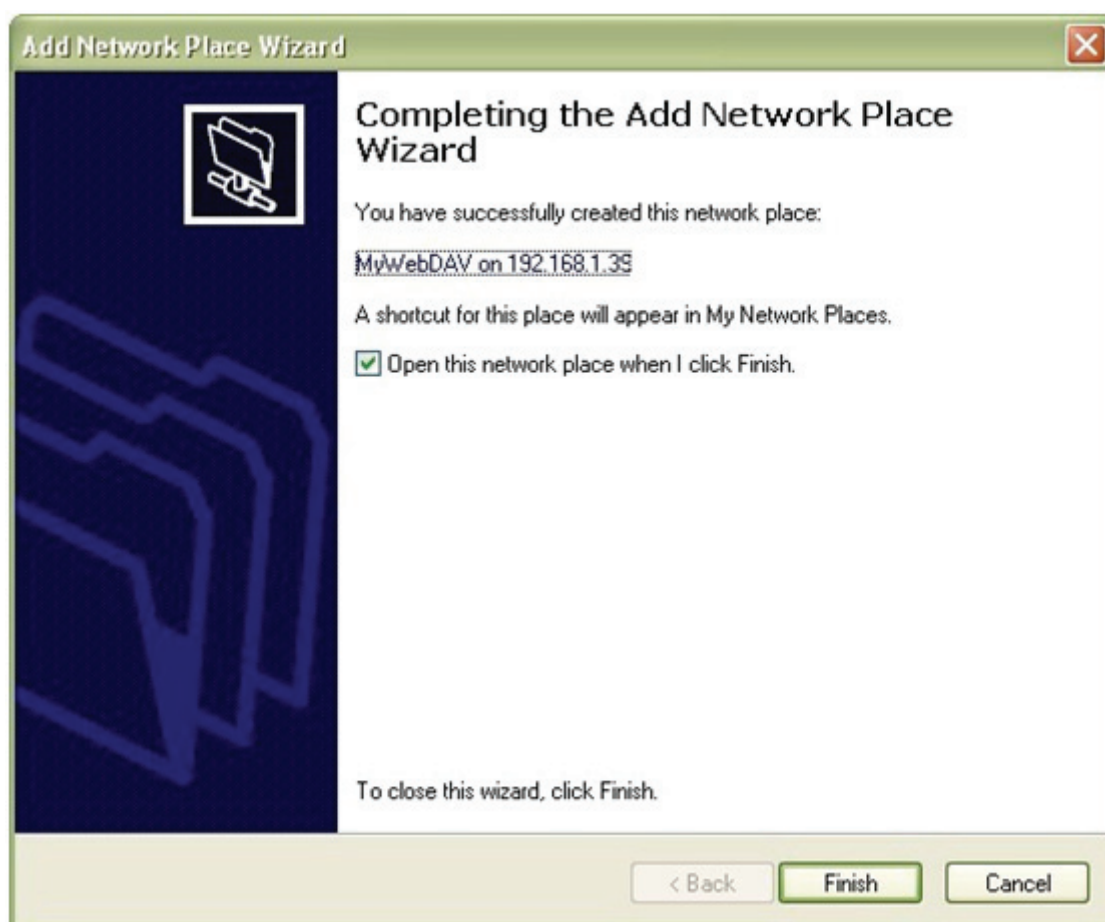 Add Network Place Wizard
Completing the Add Network Place
Wizard
You have successfully created this network place:
MyWebDAV on 192.168.1.39
A shortcut for this place will appear in My Network Places.
Open this network place when I click Finish.
To close this wizard, click Finish.
< Back
Finish
Cancel